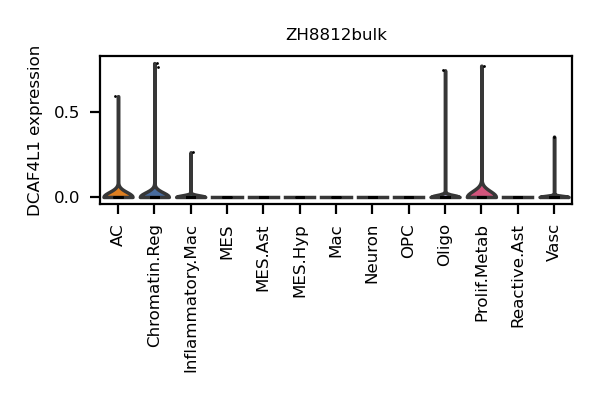 ZH8812bulk
DCAF4L1 expression
0.5
0.0
AC
Chromatin.Reg
Inflammatory.Mac
MES
MES.Ast
MES.Hyp
Mac
Neuron
OPC
Oligo
Prolif.Metab
Reactive.Ast
Vasc